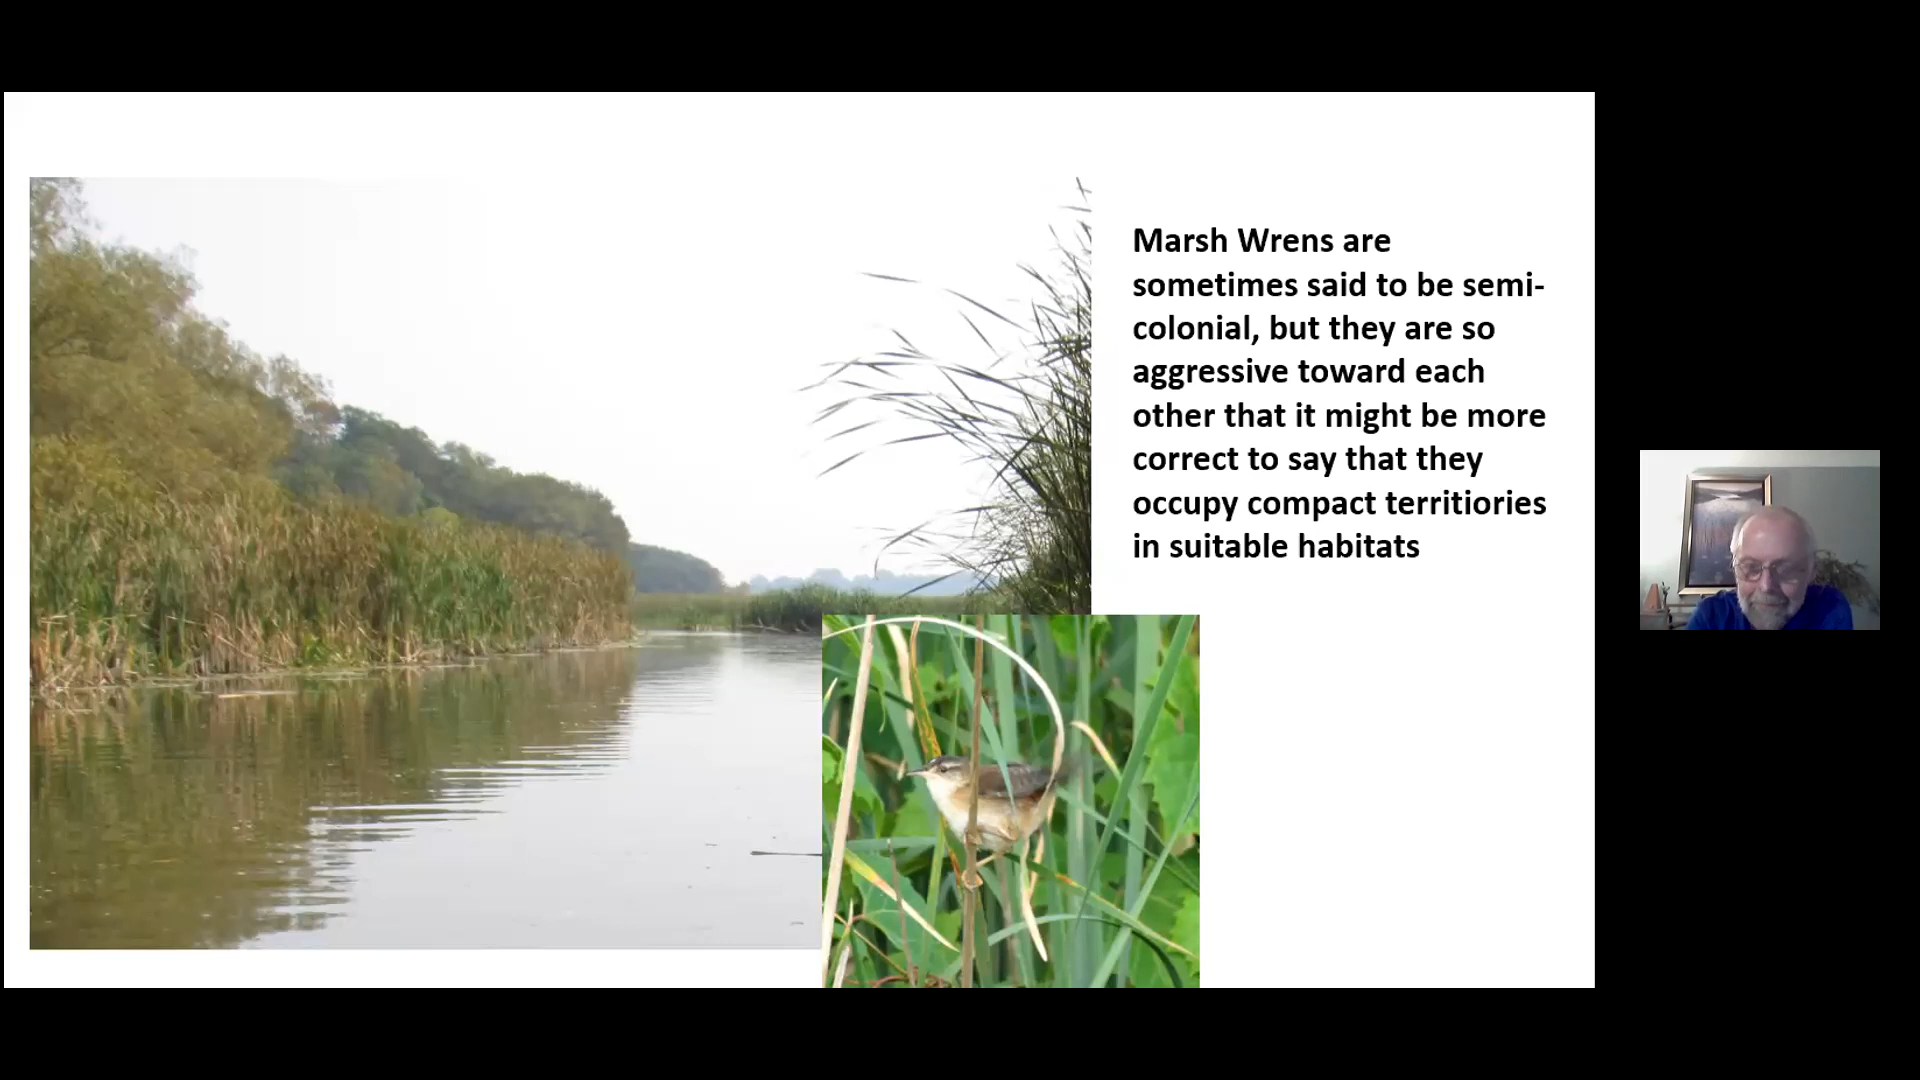 Marsh Wrens are
sometimes said to be semi-
colonial, but they are so
aggressive toward each
other that it might be more
correct to say that they
occupy compact territiories
in suitable habitats